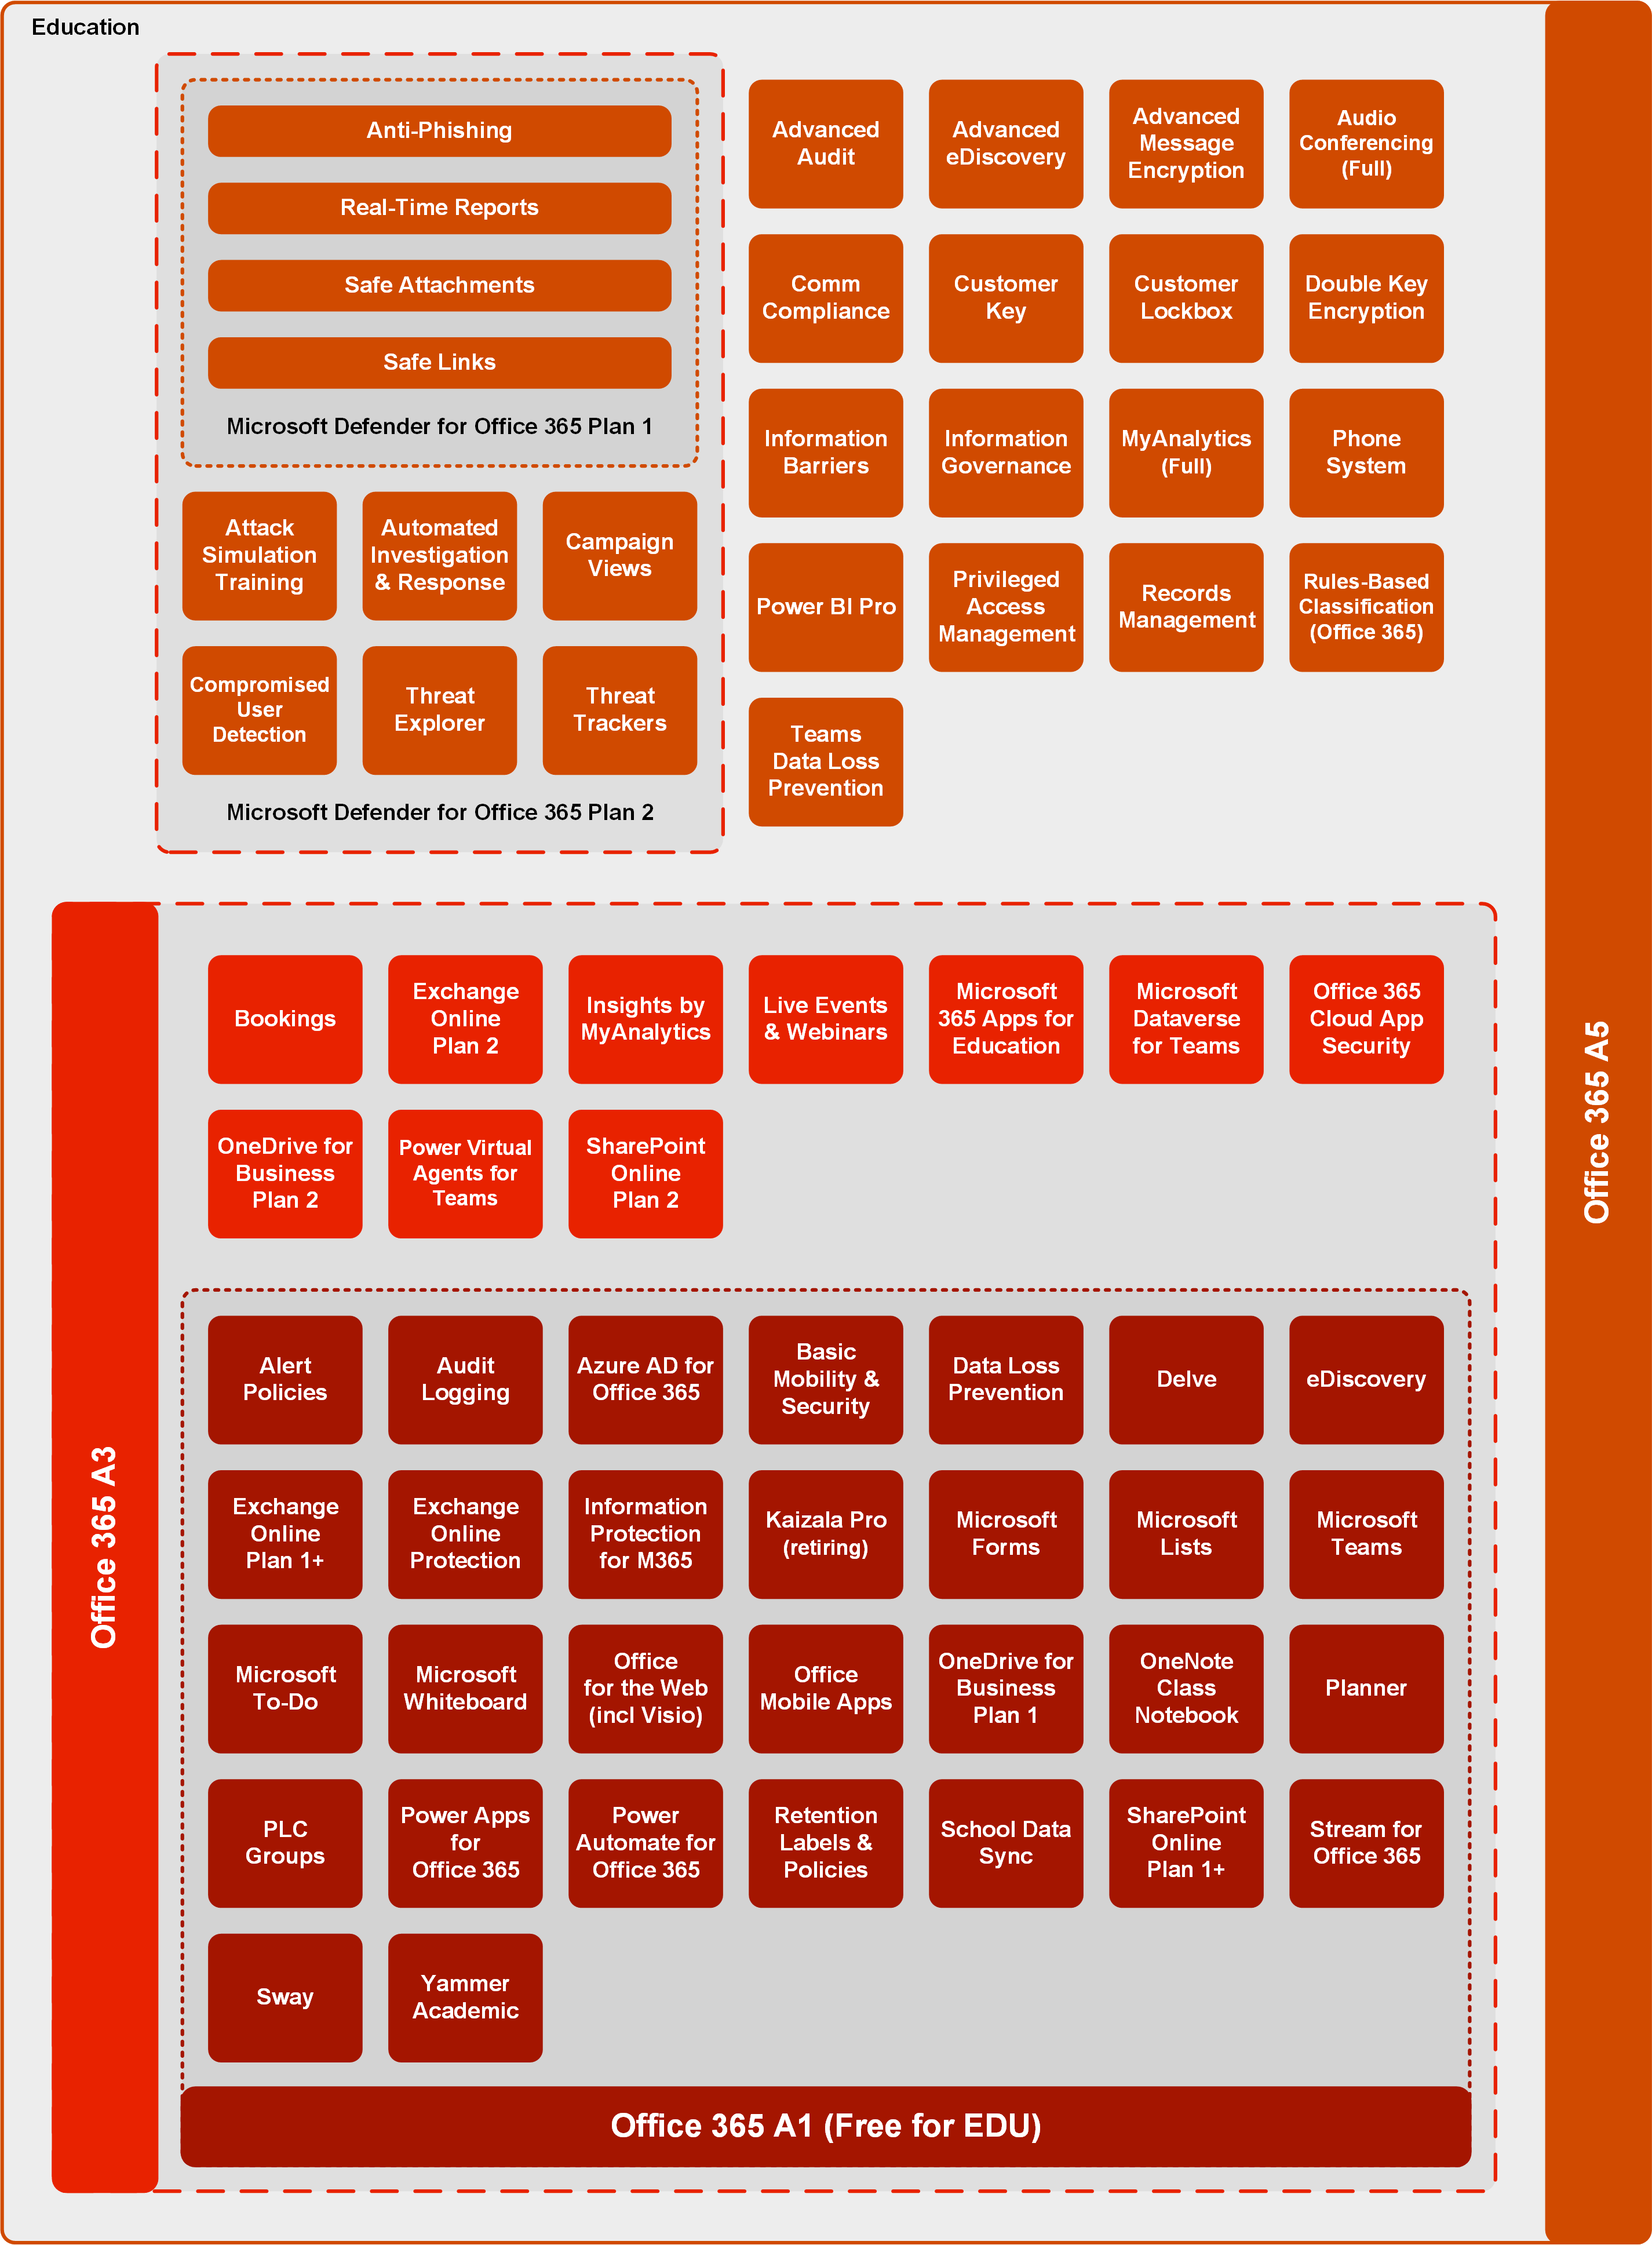 Education
Anti-Phishing
Real-Time Reports
Safe Attachments
Safe Links
Microsoft Defender for Office 365 Plan 1
Attack
Simulation
Training
Automated
Investigation
& Response
Campaign
Views
Compromised
User
Detection
Threat
Explorer
Threat
Trackers
Microsoft Defender for Office 365 Plan 2
Advanced
Audit
Advanced
eDiscovery
Advanced
Message
Encryption
Audio
Conferencing
(Full)
Comm
Compliance
Customer
Key
Customer
Lockbox
Double Key
Encryption
Information
Barriers
Information
Governance
MyAnalytics
(Full)
Phone
System
Power BI Pro
Privileged
Access
Management
Records
Management
Rules-Based
Classification
(Office 365)
Teams
Data Loss
Prevention
Office 365 A5
Office 365 A3
Bookings
Exchange
Online
Plan 2
Insights by
MyAnalytics
Live Events
& Webinars
Microsoft
365 Apps for
Education
Microsoft
Dataverse
for Teams
Office 365
Cloud App
Security
OneDrive for
Business
Plan 2
Power Virtual
Agents for
Teams
SharePoint
Online
Plan 2
Alert
Policies
Audit
Logging
Azure AD for
Office 365
Basic
Mobility &
Security
Data Loss
Prevention
Delve
eDiscovery
Exchange
Online
Plan 1+
Exchange
Online
Protection
Information
Protection
for M365
Kaizala Pro
(retiring)
Microsoft
Forms
Microsoft
Lists
Microsoft
Teams
Microsoft
To-Do
Microsoft
Whiteboard
Office
for the Web
(incl Visio)
Office
Mobile Apps
OneDrive for
Business
Plan 1
OneNote
Class
Notebook
Planner
PLC
Groups
Power Apps
for
Office 365
Power
Automate for
Office 365
Retention
Labels &
Policies
School Data
Sync
SharePoint
Online
Plan 1+
Stream for
Office 365
Sway
Yammer
Academic
Office 365 A1 (Free for EDU)